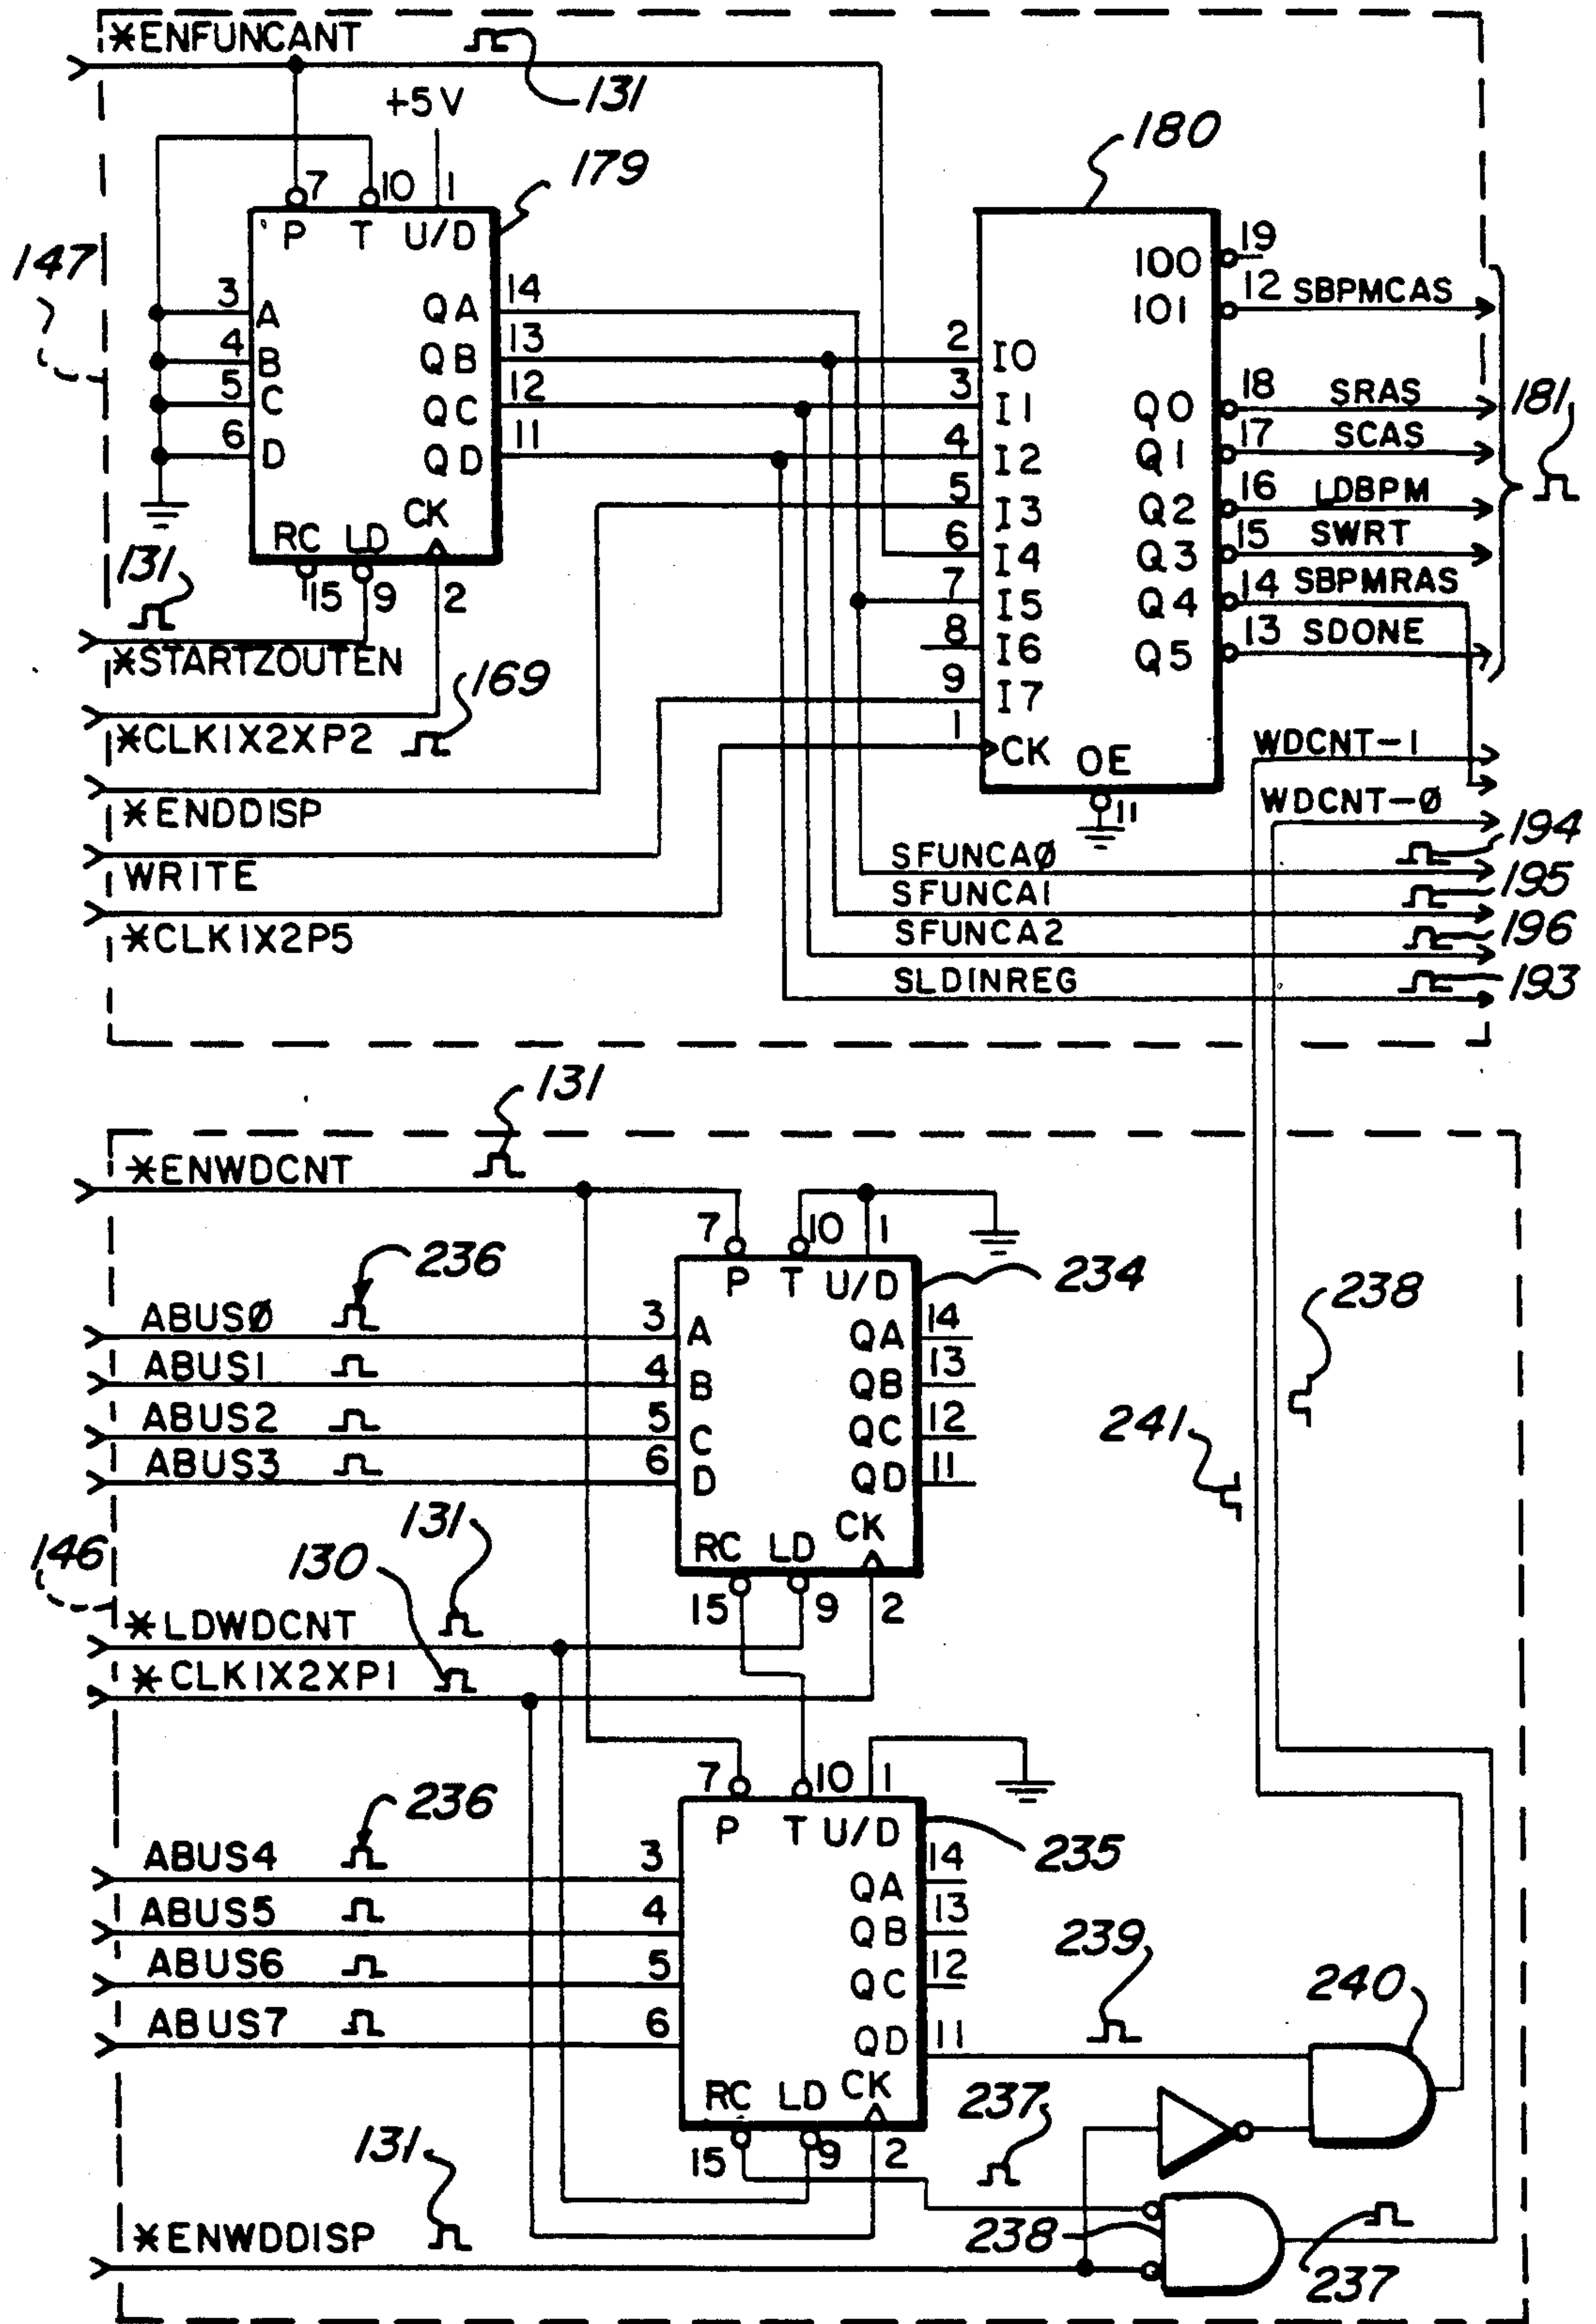 *ENFUNCANT
131
+5V
180
7 10 1
179
P T U/D
147
19
IO0
12 SBPMCAS
IO1
3 A QA 14
4 B QB 13
5 C QC 12
6 D QD 11
2 I0
3 I1
4 I2
5 I3
6 I4
7 I5
8 I6
9 I7
1 CK
OE
11
Q0 18 SRAS
Q1 17 SCAS
Q2 16 LDBPM
Q3 15 SWRT
Q4 14 SBPMRAS
Q5 13 SDONE
181
RC LD CK
131
15 9 2
*STARTZOUTEN
169
*CLK1X2XP2
*ENDDISP
WRITE
*CLK1X2P5
WDCNT-1
WDCNT-Ø
SFUNCAØ 194
SFUNCA1 195
SFUNCA2 196
SLDINREG 193
131
*ENWDCNT
7 10 1
236
P T U/D
234
238
ABUSØ 3 A QA 14
ABUS1 4 B QB 13
ABUS2 5 C QC 12
ABUS3 6 D QD 11
241
131
RC LD CK
146
130
15 9 2
*LDWDCNT
*CLK1X2XP1
7 10 1
236
P T U/D
235
ABUS4 3 QA 14
ABUS5 4 QB 13
ABUS6 5 QC 12
ABUS7 6 QD 11
239
240
RC LD CK
237
131
15 9 2
*ENWDDISP
238
237